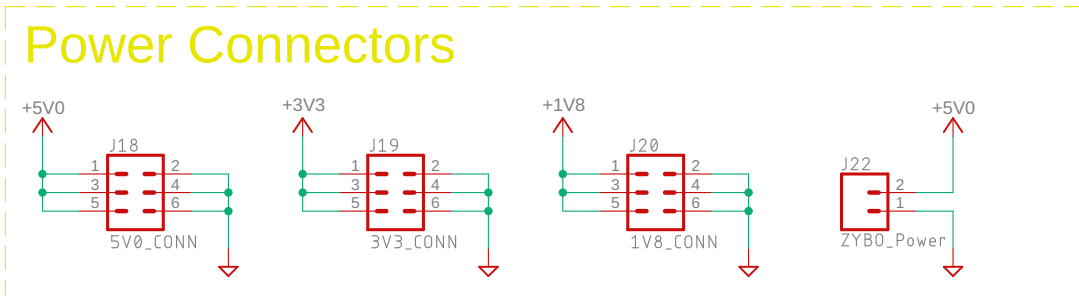 Power Connectors
+5V0
+3V3
+1V8
+5V0
J18
1 2
3 4
5 6
5V0_CONN
J19
1 2
3 4
5 6
3V3_CONN
J20
1 2
3 4
5 6
1V8_CONN
J22
2
1
ZYBO_Power